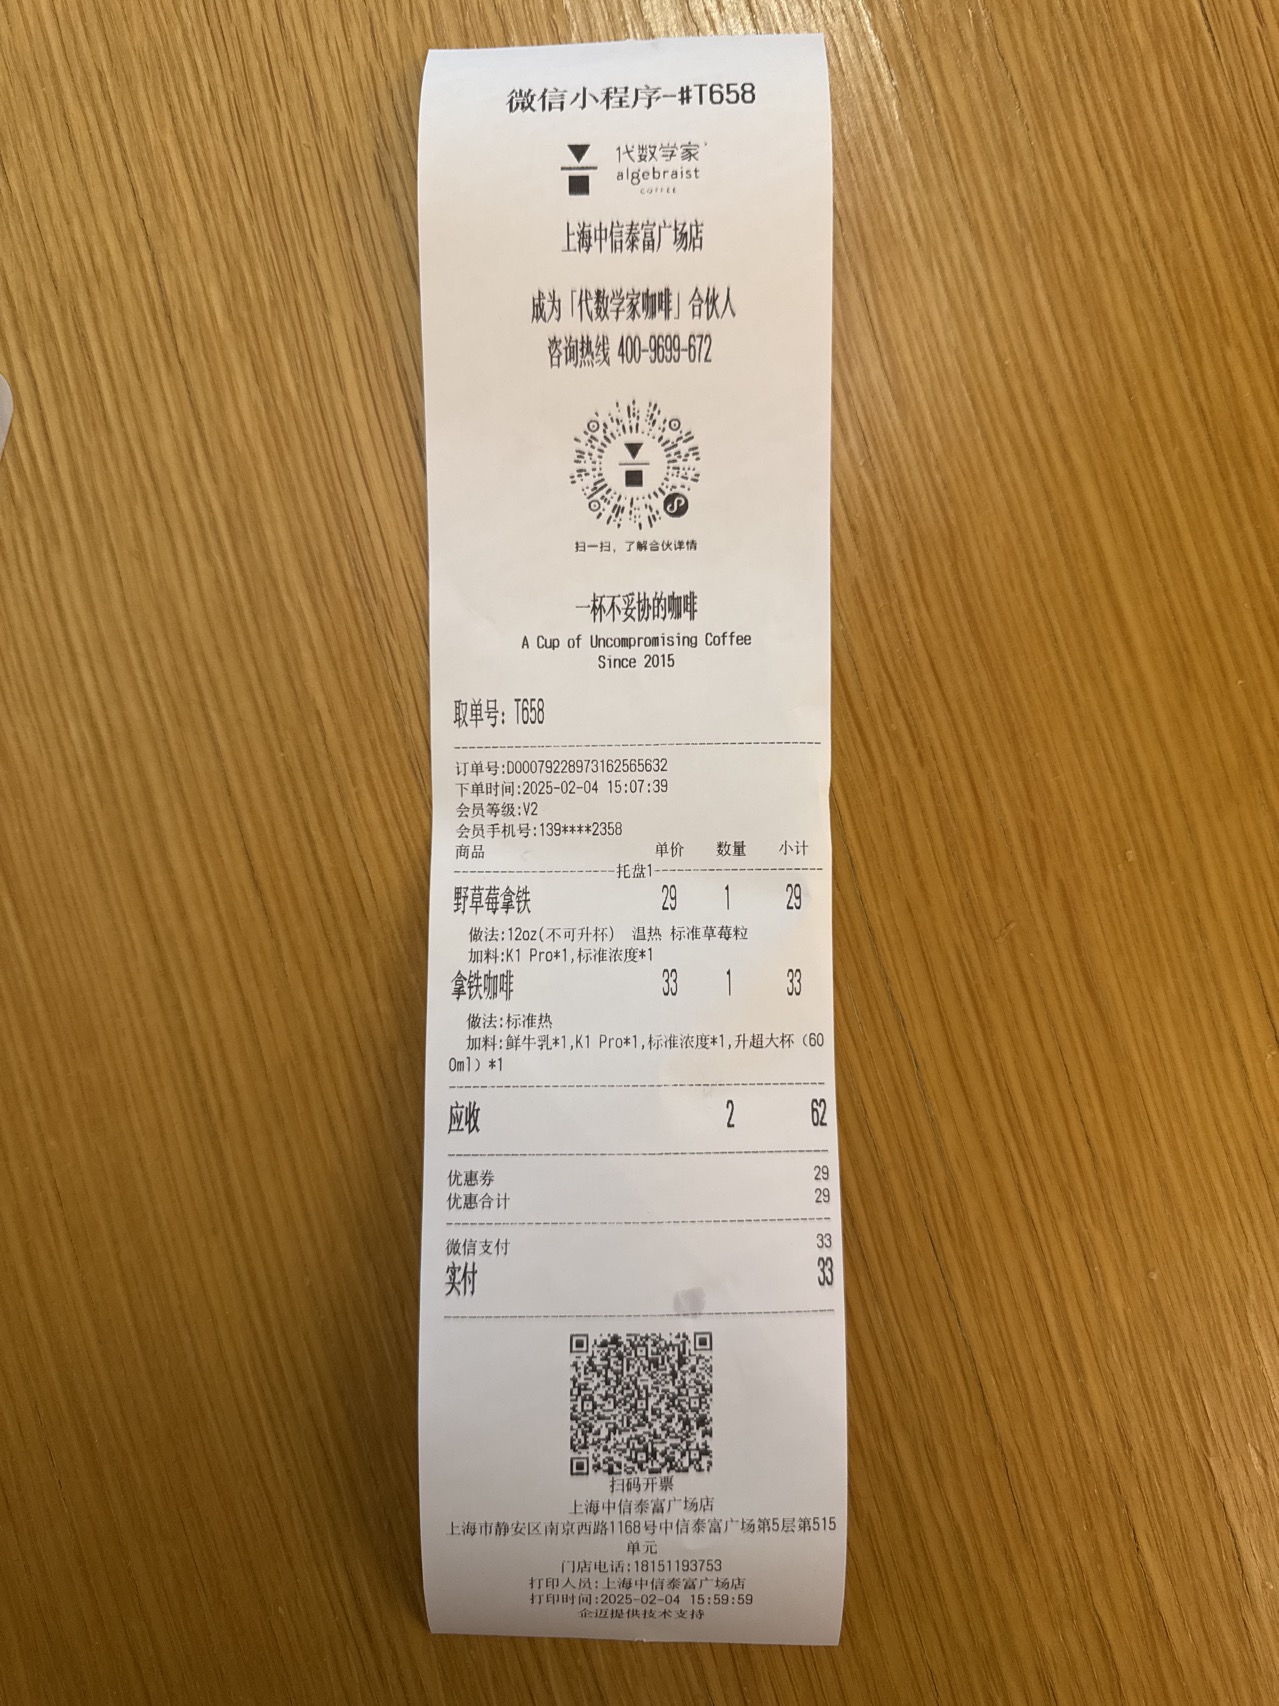 微信小程序-#T658
代数学家
algebraist
COFFEE
上海中信泰富广场店
成为「代数学家咖啡」合伙人
咨询热线 400-9699-672
扫一扫，了解合伙详情
一杯不妥协的咖啡
A Cup of Uncompromising Coffee
Since 2015
取单号: T658
订单号:D00079228973162565632
下单时间:2025-02-04 15:07:39
会员等级:V2
会员手机号:139****2358
商品 单价 数量 小计
托盘1
野草莓拿铁 29 1 29
做法:12oz(不可升杯) 温热 标准草莓粒
加料:K1 Pro*1,标准浓度*1
拿铁咖啡 33 1 33
做法:标准热
加料:鲜牛乳*1,K1 Pro*1,标准浓度*1,升超大杯（60
0ml）*1
应收 2 62
优惠券 29
优惠合计 29
微信支付 33
实付 33
扫码开票
上海中信泰富广场店
上海市静安区南京西路1168号中信泰富广场第5层第515
单元
门店电话:18151193753
打印人员:上海中信泰富广场店
打印时间:2025-02-04 15:59:59
企迈提供技术支持